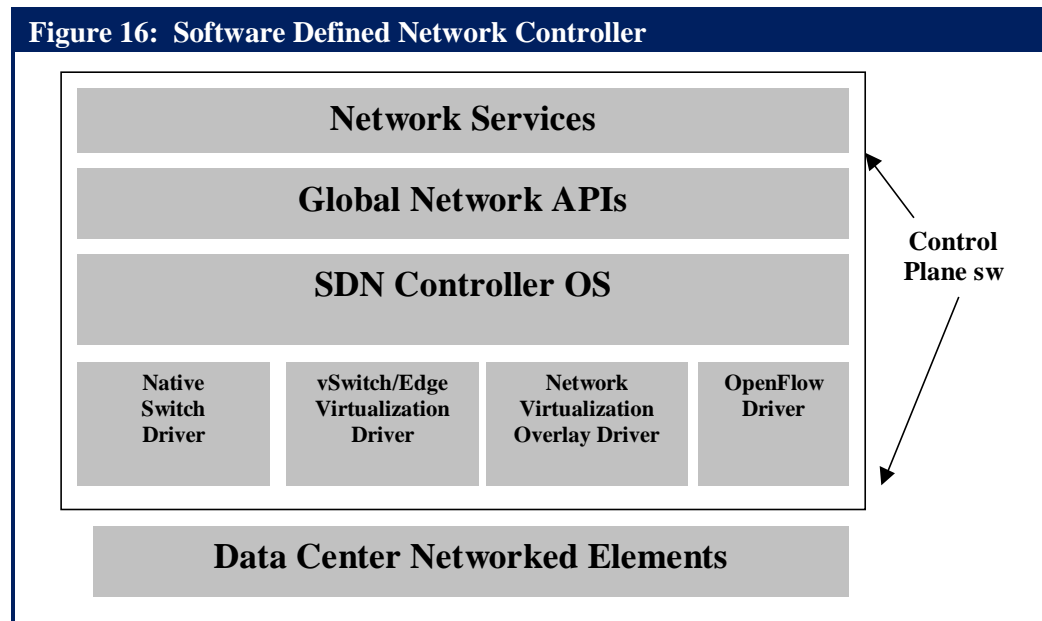 Figure 16: Software Defined Network Controller
Network Services
Global Network APIs
Control
Plane sw
SDN Controller OS
Native
Switch
Driver
vSwitch/Edge
Virtualization
Driver
Network
Virtualization
Overlay Driver
OpenFlow
Driver
Data Center Networked Elements